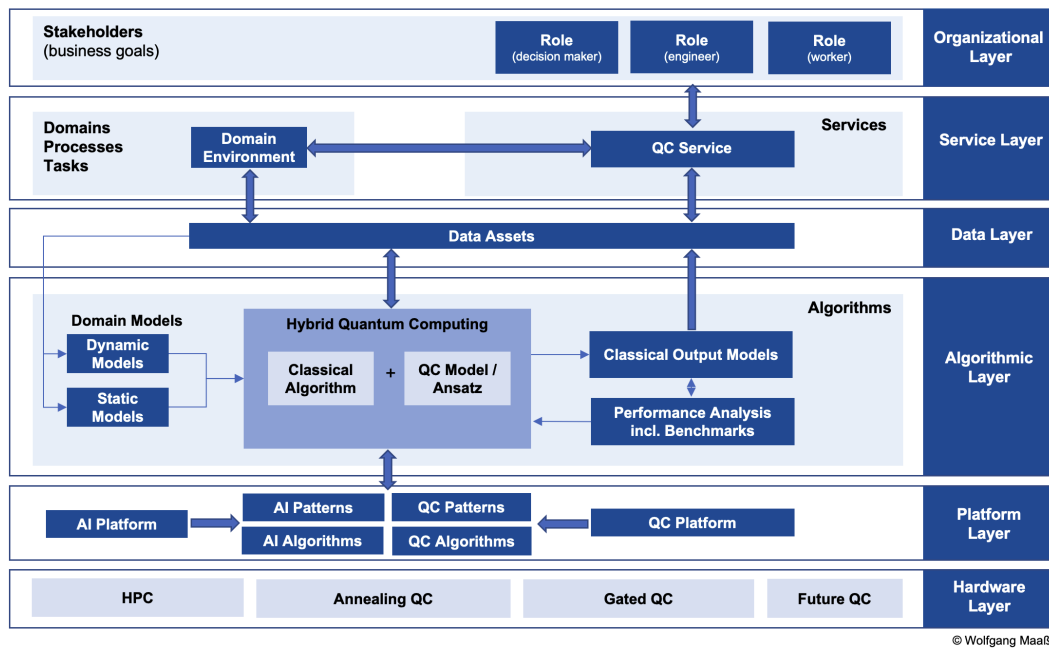 Stakeholders
(business goals)
Role
(decision maker)
Role
(engineer)
Role
(worker)
Organizational
Layer
Domains
Processes
Tasks
Domain
Environment
QC Service
Services
Service Layer
Data Assets
Data Layer
Domain Models
Dynamic
Models
Static
Models
Hybrid Quantum Computing
Classical
Algorithm
+
QC Model /
Ansatz
Algorithms
Classical Output Models
Performance Analysis
incl. Benchmarks
Algorithmic
Layer
AI Platform
AI Patterns
QC Patterns
AI Algorithms
QC Algorithms
QC Platform
Platform
Layer
HPC
Annealing QC
Gated QC
Future QC
Hardware
Layer
© Wolfgang Maaß